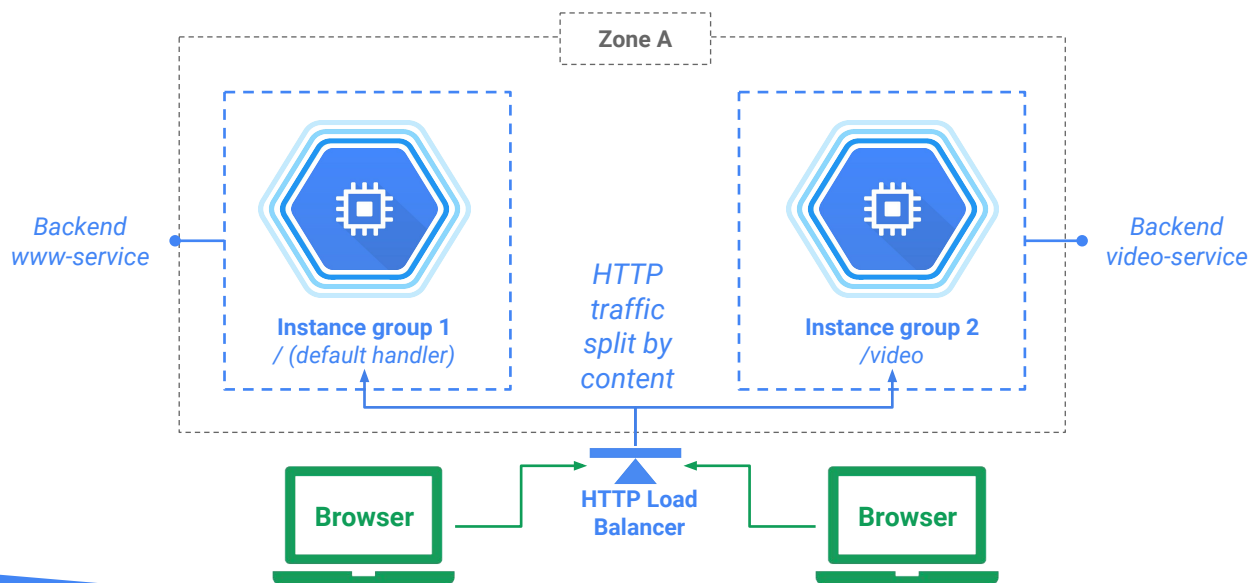 Zone A
Backend
www-service
Instance group 1
/ (default handler)
HTTP
traffic
split by
content
Instance group 2
/video
Backend
video-service
Browser
HTTP Load
Balancer
Browser